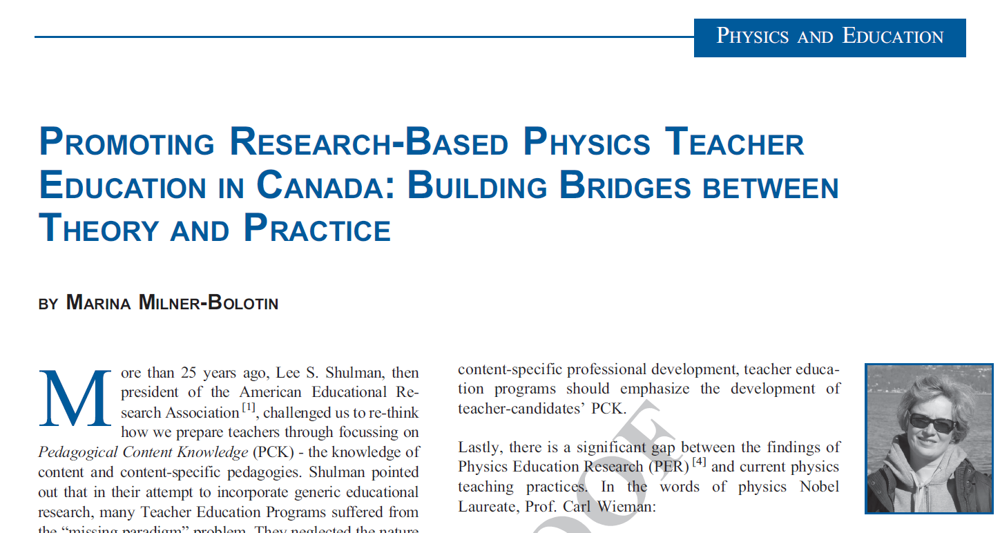 Physics and Education
Promoting Research-Based Physics Teacher
Education in Canada: Building Bridges between
Theory and Practice
by Marina Milner-Bolotin
More than 25 years ago, Lee S. Shulman, then
president of the American Educational Re-
search Association [1], challenged us to re-think
how we prepare teachers through focussing on
Pedagogical Content Knowledge (PCK) - the knowledge of
content and content-specific pedagogies. Shulman pointed
out that in their attempt to incorporate generic educational
research, many Teacher Education Programs suffered from
the “missing paradigm” problem. They neglected the nature
content-specific professional development, teacher educa-
tion programs should emphasize the development of
teacher-candidates’ PCK.
Lastly, there is a significant gap between the findings of
Physics Education Research (PER) [4] and current physics
teaching practices. In the words of physics Nobel
Laureate, Prof. Carl Wieman:
OOF